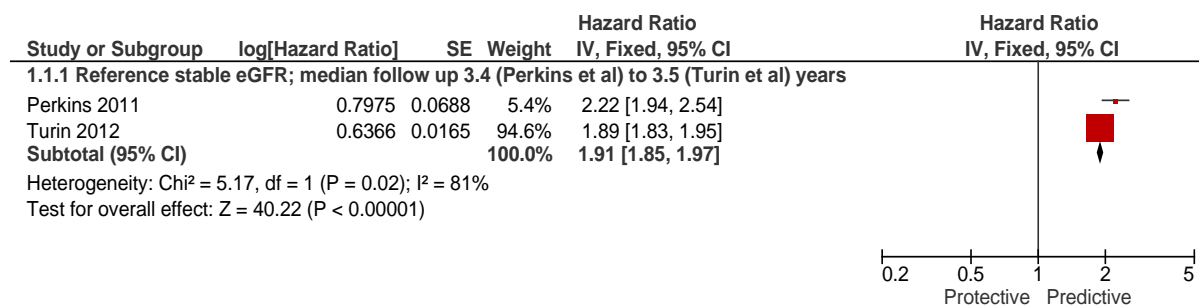 Hazard Ratio Hazard Ratio
Study or Subgroup log[Hazard Ratio] SE Weight IV, Fixed, 95% CI IV, Fixed, 95% CI
1.1.1 Reference stable eGFR; median follow up 3.4 (Perkins et al) to 3.5 (Turin et al) years
Perkins 2011 0.7975 0.0688 5.4% 2.22 [1.94, 2.54]
Turin 2012 0.6366 0.0165 94.6% 1.89 [1.83, 1.95]
Subtotal (95% CI) 100.0% 1.91 [1.85, 1.97]
Heterogeneity: Chi² = 5.17, df = 1 (P = 0.02); I² = 81%
Test for overall effect: Z = 40.22 (P < 0.00001)
0.2 0.5 1 2 5
Protective Predictive